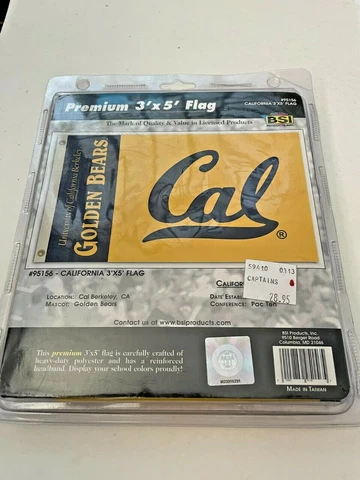 Premium 3'x5' Flag
#95156
CALIFORNIA 3'X5' FLAG
The Mark of Quality & Value in Licensed Products
BSI
University of California Berkeley
GOLDEN BEARS
Cal
®
59410 0113
CAPTAINS
28.95
#95156 - CALIFORNIA 3'X5' FLAG
Location: Cal Berkeley, CA
Mascot: Golden Bears
Conference: Pac Ten
Contact us at www.bsiproducts.com
This premium 3'x5' flag is carefully crafted of
heavy-duty polyester and has a reinforced
headband. Display your school colors proudly!
BSI Products, Inc.
9510 Berger Road
Columbia, MD 21046
Made in Taiwan